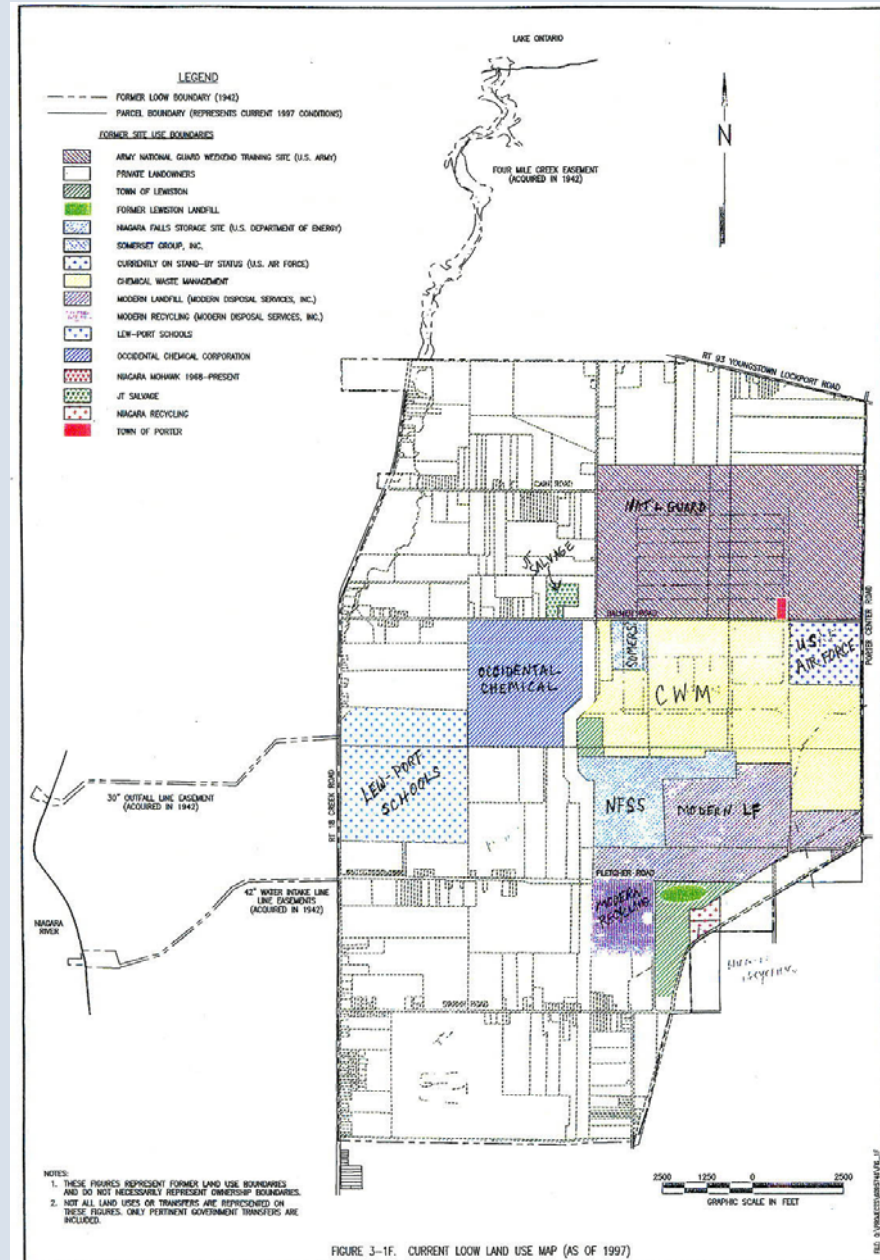 LAKE ONTARIO
LEGEND
FORMER LOOW BOUNDARY (1942)
PARCEL BOUNDARY (REPRESENTS CURRENT 1997 CONDITIONS)
FORMER SITE USE BOUNDARIES
ARMY NATIONAL GUARD WEEKEND TRAINING SITE (U.S. ARMY)
PRIVATE LANDOWNERS
TOWN OF LEWISTON
FORMER LEWISTON LANDFILL
NIAGARA FALLS STORAGE SITE (U.S. DEPARTMENT OF ENERGY)
SOMERSET GROUP, INC.
CURRENTLY ON STAND-BY STATUS (U.S. AIR FORCE)
CHEMICAL WASTE MANAGEMENT
MODERN LANDFILL (MODERN DISPOSAL SERVICES, INC.)
MODERN RECYCLING (MODERN DISPOSAL SERVICES, INC.)
LEW-PORT SCHOOLS
OCCIDENTAL CHEMICAL CORPORATION
NIAGARA MOHAWK 1968-PRESENT
JT SALVAGE
NIAGARA RECYCLING
TOWN OF PORTER
N
FOUR MILE CREEK EASEMENT
(ACQUIRED IN 1942)
RT 93 YOUNGSTOWN LOCKPORT ROAD
CAIN ROAD
NAT'L GUARD
JT
SALVAGE
BALMER ROAD
PORTER CENTER ROAD
SOMERS
U.S.
AIR FORCE
OCCIDENTAL
CHEMICAL
CWM
LEW-PORT
SCHOOLS
RT 18 CREEK ROAD
30" OUTFALL LINE EASEMENT
(ACQUIRED IN 1942)
NFSS
MODERN LF
PLETCHER ROAD
42" WATER INTAKE LINE
LINE EASEMENTS
(ACQUIRED IN 1942)
MODERN
RECYCLING
NIAGARA
RIVER
SWANN ROAD
NOTES:
1. THESE FIGURES REPRESENT FORMER LAND USE BOUNDARIES
AND DO NOT NECESSARILY REPRESENT OWNERSHIP BOUNDARIES.
2. NOT ALL LAND USES OR TRANSFERS ARE REPRESENTED ON
THESE FIGURES. ONLY PERTINENT GOVERNMENT TRANSFERS ARE
INCLUDED.
2500 1250 0 2500
GRAPHIC SCALE IN FEET
FIGURE 3-1F. CURRENT LOOW LAND USE MAP (AS OF 1997)